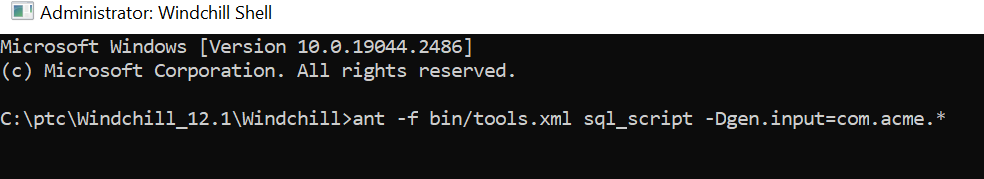 Administrator: Windchill Shell
Microsoft Windows [Version 10.0.19044.2486]
(c) Microsoft Corporation. All rights reserved.
C:\ptc\Windchill_12.1\Windchill>ant -f bin/tools.xml sql_script -Dgen.input=com.acme.*